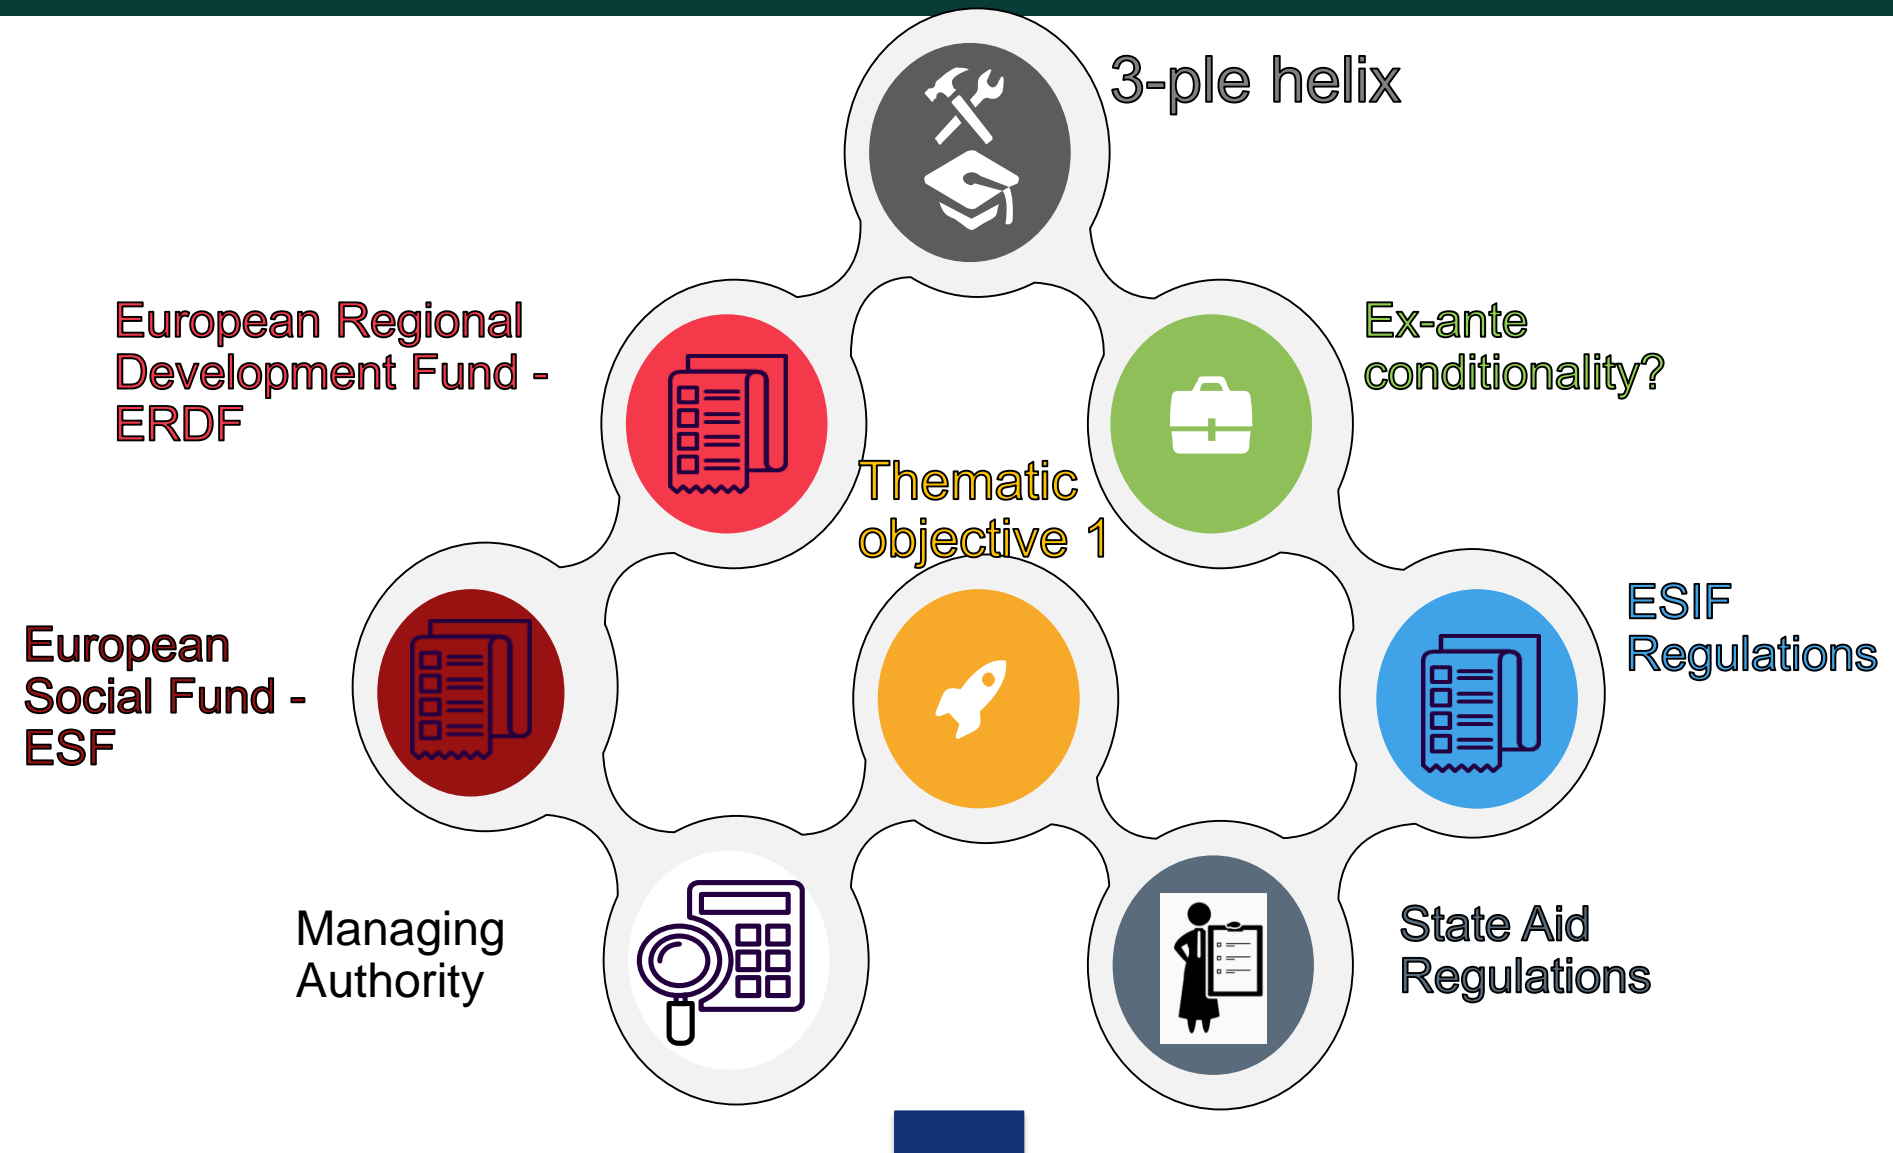 3-ple helix
European Regional
Development Fund -
ERDF
Ex-ante
conditionality?
Thematic
objective 1
European
Social Fund -
ESF
ESIF
Regulations
Managing
Authority
State Aid
Regulations